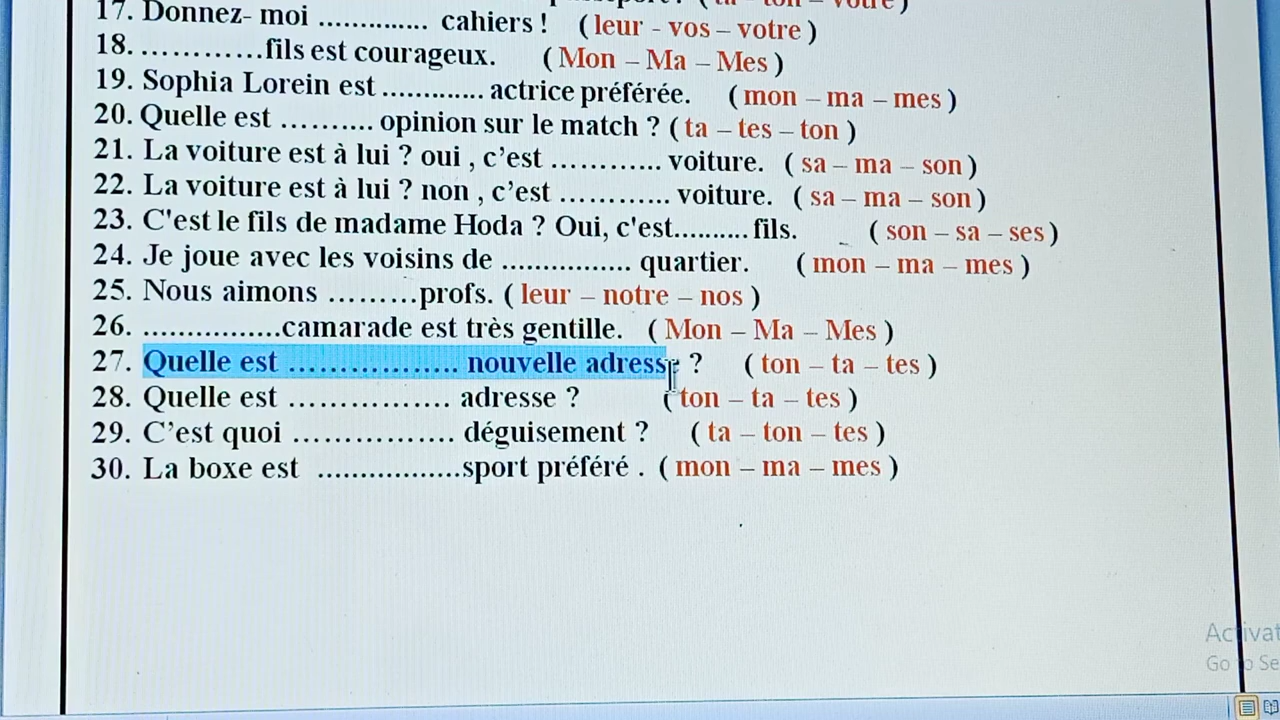 ta – ton – votre )
17. Donnez- moi .............. cahiers ! ( leur - vos – votre )
18. ............fils est courageux. ( Mon – Ma – Mes )
19. Sophia Lorein est ............. actrice préférée. ( mon – ma – mes )
20. Quelle est .......... opinion sur le match ? ( ta – tes – ton )
21. La voiture est à lui ? oui , c’est ............ voiture. ( sa – ma – son )
22. La voiture est à lui ? non , c’est ............ voiture. ( sa – ma – son )
23. C'est le fils de madame Hoda ? Oui, c'est.......... fils. ( son – sa – ses )
24. Je joue avec les voisins de ................ quartier. ( mon – ma – mes )
25. Nous aimons .........profs. ( leur – notre – nos )
26. ................camarade est très gentille. ( Mon – Ma – Mes )
27. Quelle est ................. nouvelle adresse ? ( ton – ta – tes )
28. Quelle est ................ adresse ? ( ton – ta – tes )
29. C’est quoi ................ déguisement ? ( ta – ton – tes )
30. La boxe est .................sport préféré . ( mon – ma – mes )